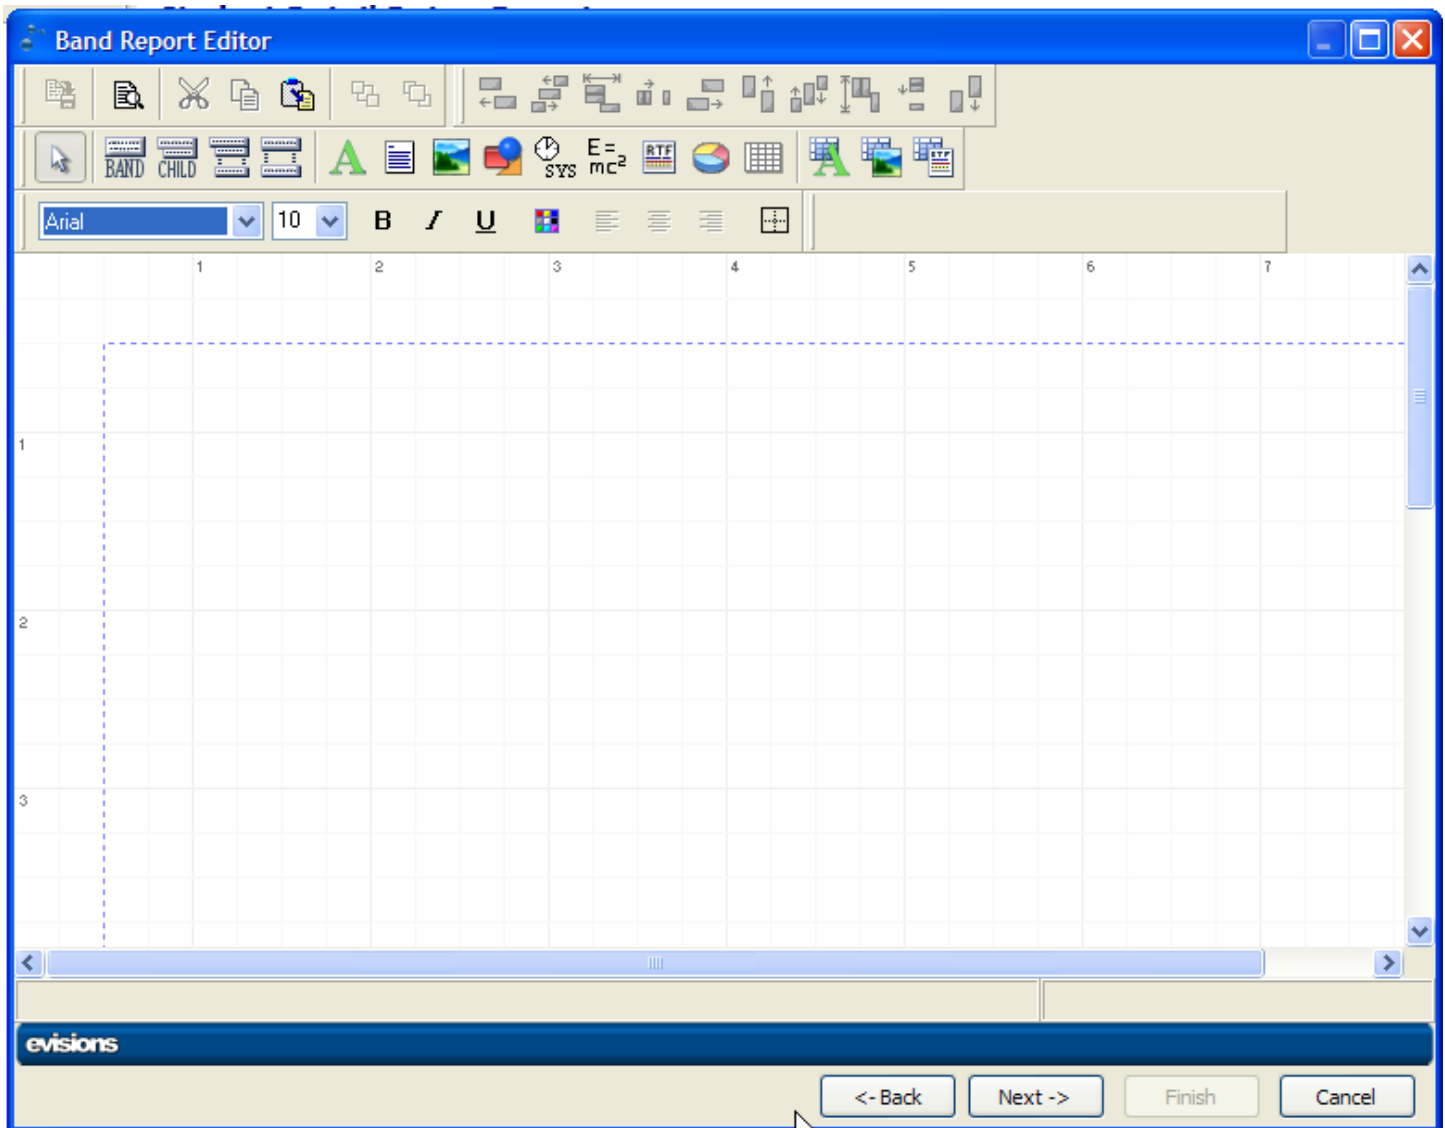 Band Report Editor
BAND CHILD A SYS E= mc² RTF A RTF
Arial 10 B I U
1 2 3 4 5 6 7
1
2
3
evisions
<- Back Next -> Finish Cancel